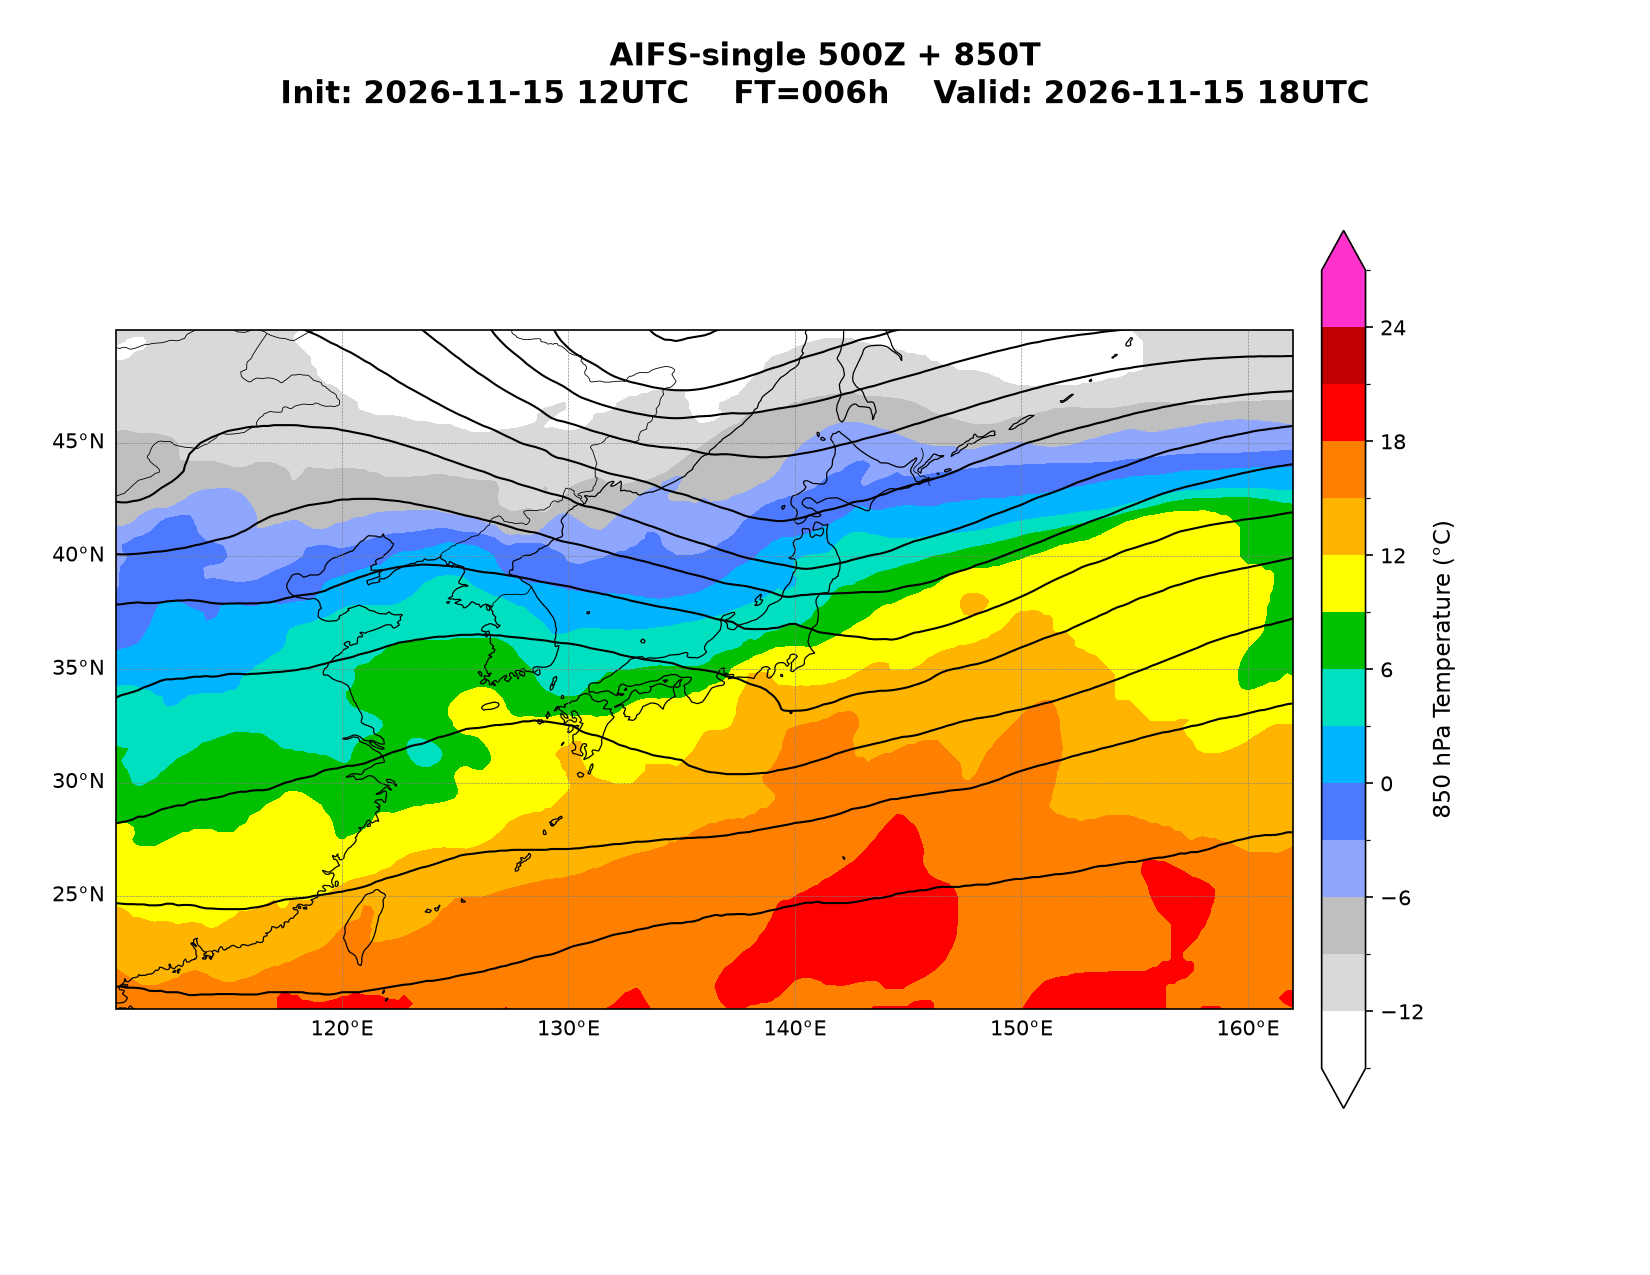 AIFS-single 500Z + 850T
Init: 2026-11-15 12UTC    FT=006h    Valid: 2026-11-15 18UTC
24
18
12
6
0
−6
−12
850 hPa Temperature (°C)
45°N
40°N
35°N
30°N
25°N
120°E
130°E
140°E
150°E
160°E